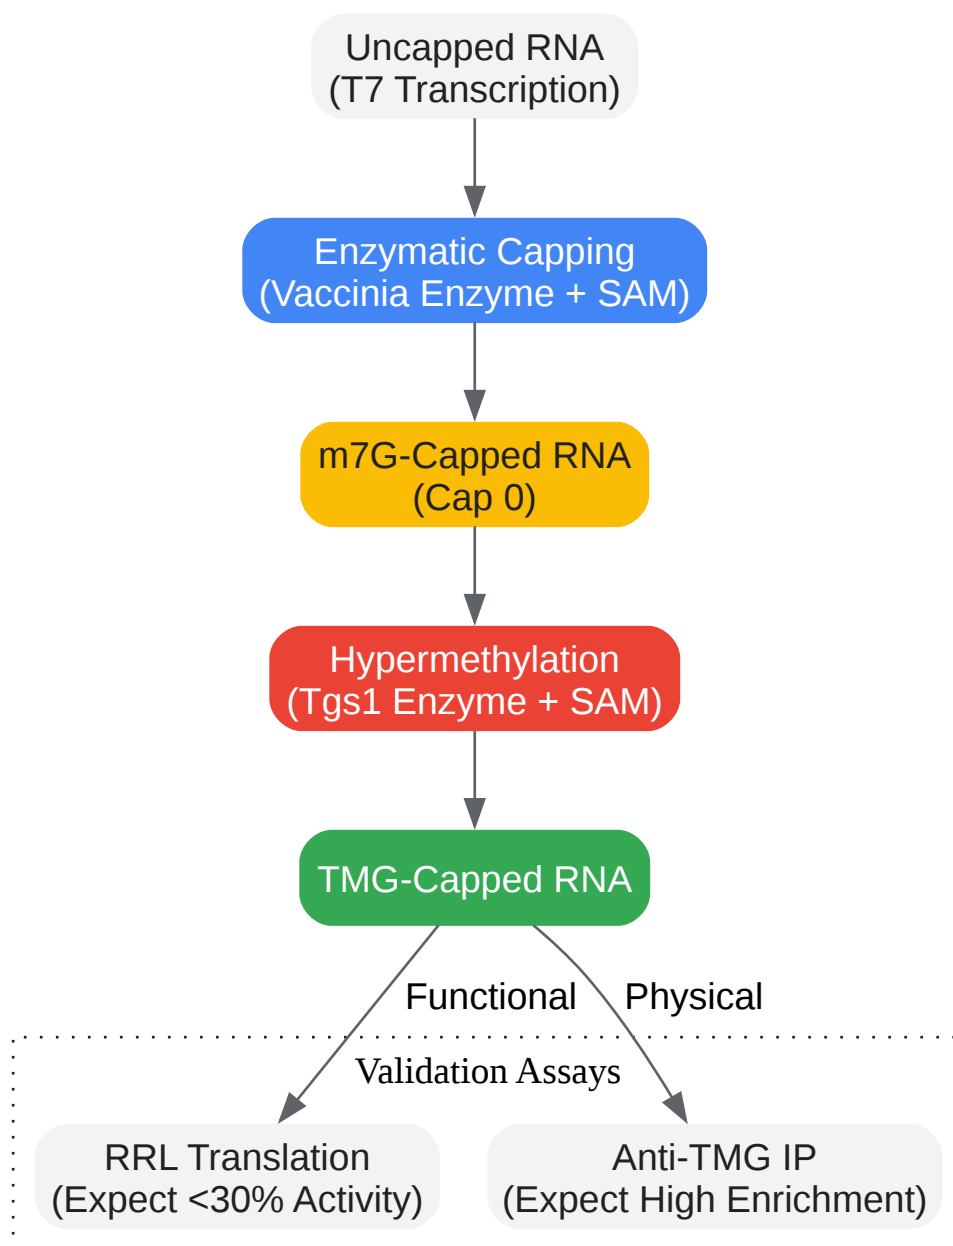 Uncapped RNA
(T7 Transcription)
Enzymatic Capping
(Vaccinia Enzyme + SAM)
m7G-Capped RNA
(Cap 0)
Hypermethylation
(Tgs1 Enzyme + SAM)
TMG-Capped RNA
Functional
Physical
Validation Assays
RRL Translation
(Expect <30% Activity)
Anti-TMG IP
(Expect High Enrichment)